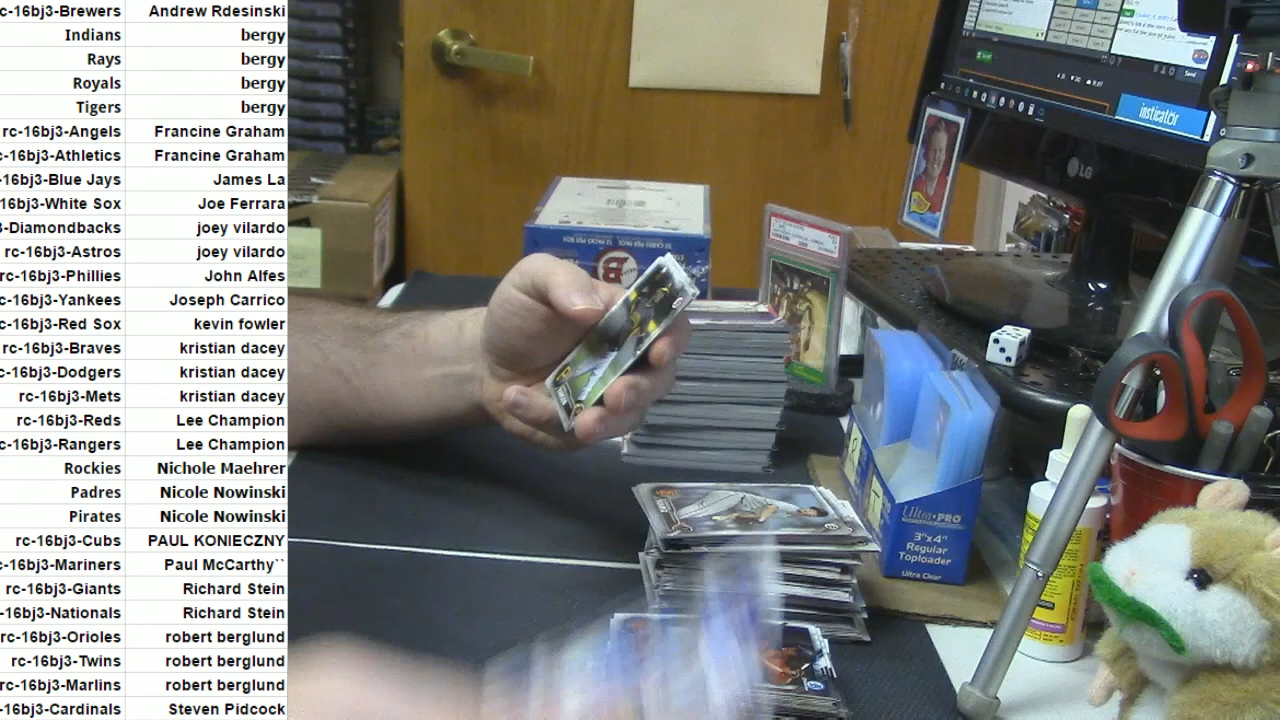 c-16bj3-Brewers Andrew Rdesinski
Indians bergy
Rays bergy
Royals bergy
Tigers bergy
rc-16bj3-Angels Francine Graham
c-16bj3-Athletics Francine Graham
-16bj3-Blue Jays James La
16bj3-White Sox Joe Ferrara
3-Diamondbacks joey vilardo
rc-16bj3-Astros joey vilardo
rc-16bj3-Phillies John Alfes
c-16bj3-Yankees Joseph Carrico
c-16bj3-Red Sox kevin fowler
rc-16bj3-Braves kristian dacey
c-16bj3-Dodgers kristian dacey
rc-16bj3-Mets kristian dacey
rc-16bj3-Reds Lee Champion
c-16bj3-Rangers Lee Champion
Rockies Nichole Maehrer
Padres Nicole Nowinski
Pirates Nicole Nowinski
rc-16bj3-Cubs PAUL KONIECZNY
c-16bj3-Mariners Paul McCarthy``
rc-16bj3-Giants Richard Stein
-16bj3-Nationals Richard Stein
rc-16bj3-Orioles robert berglund
rc-16bj3-Twins robert berglund
rc-16bj3-Marlins robert berglund
-16bj3-Cardinals Steven Pidcock
insticator
LG
Ultra PRO
3"x4"
Regular
Toploader
Ultra Clear